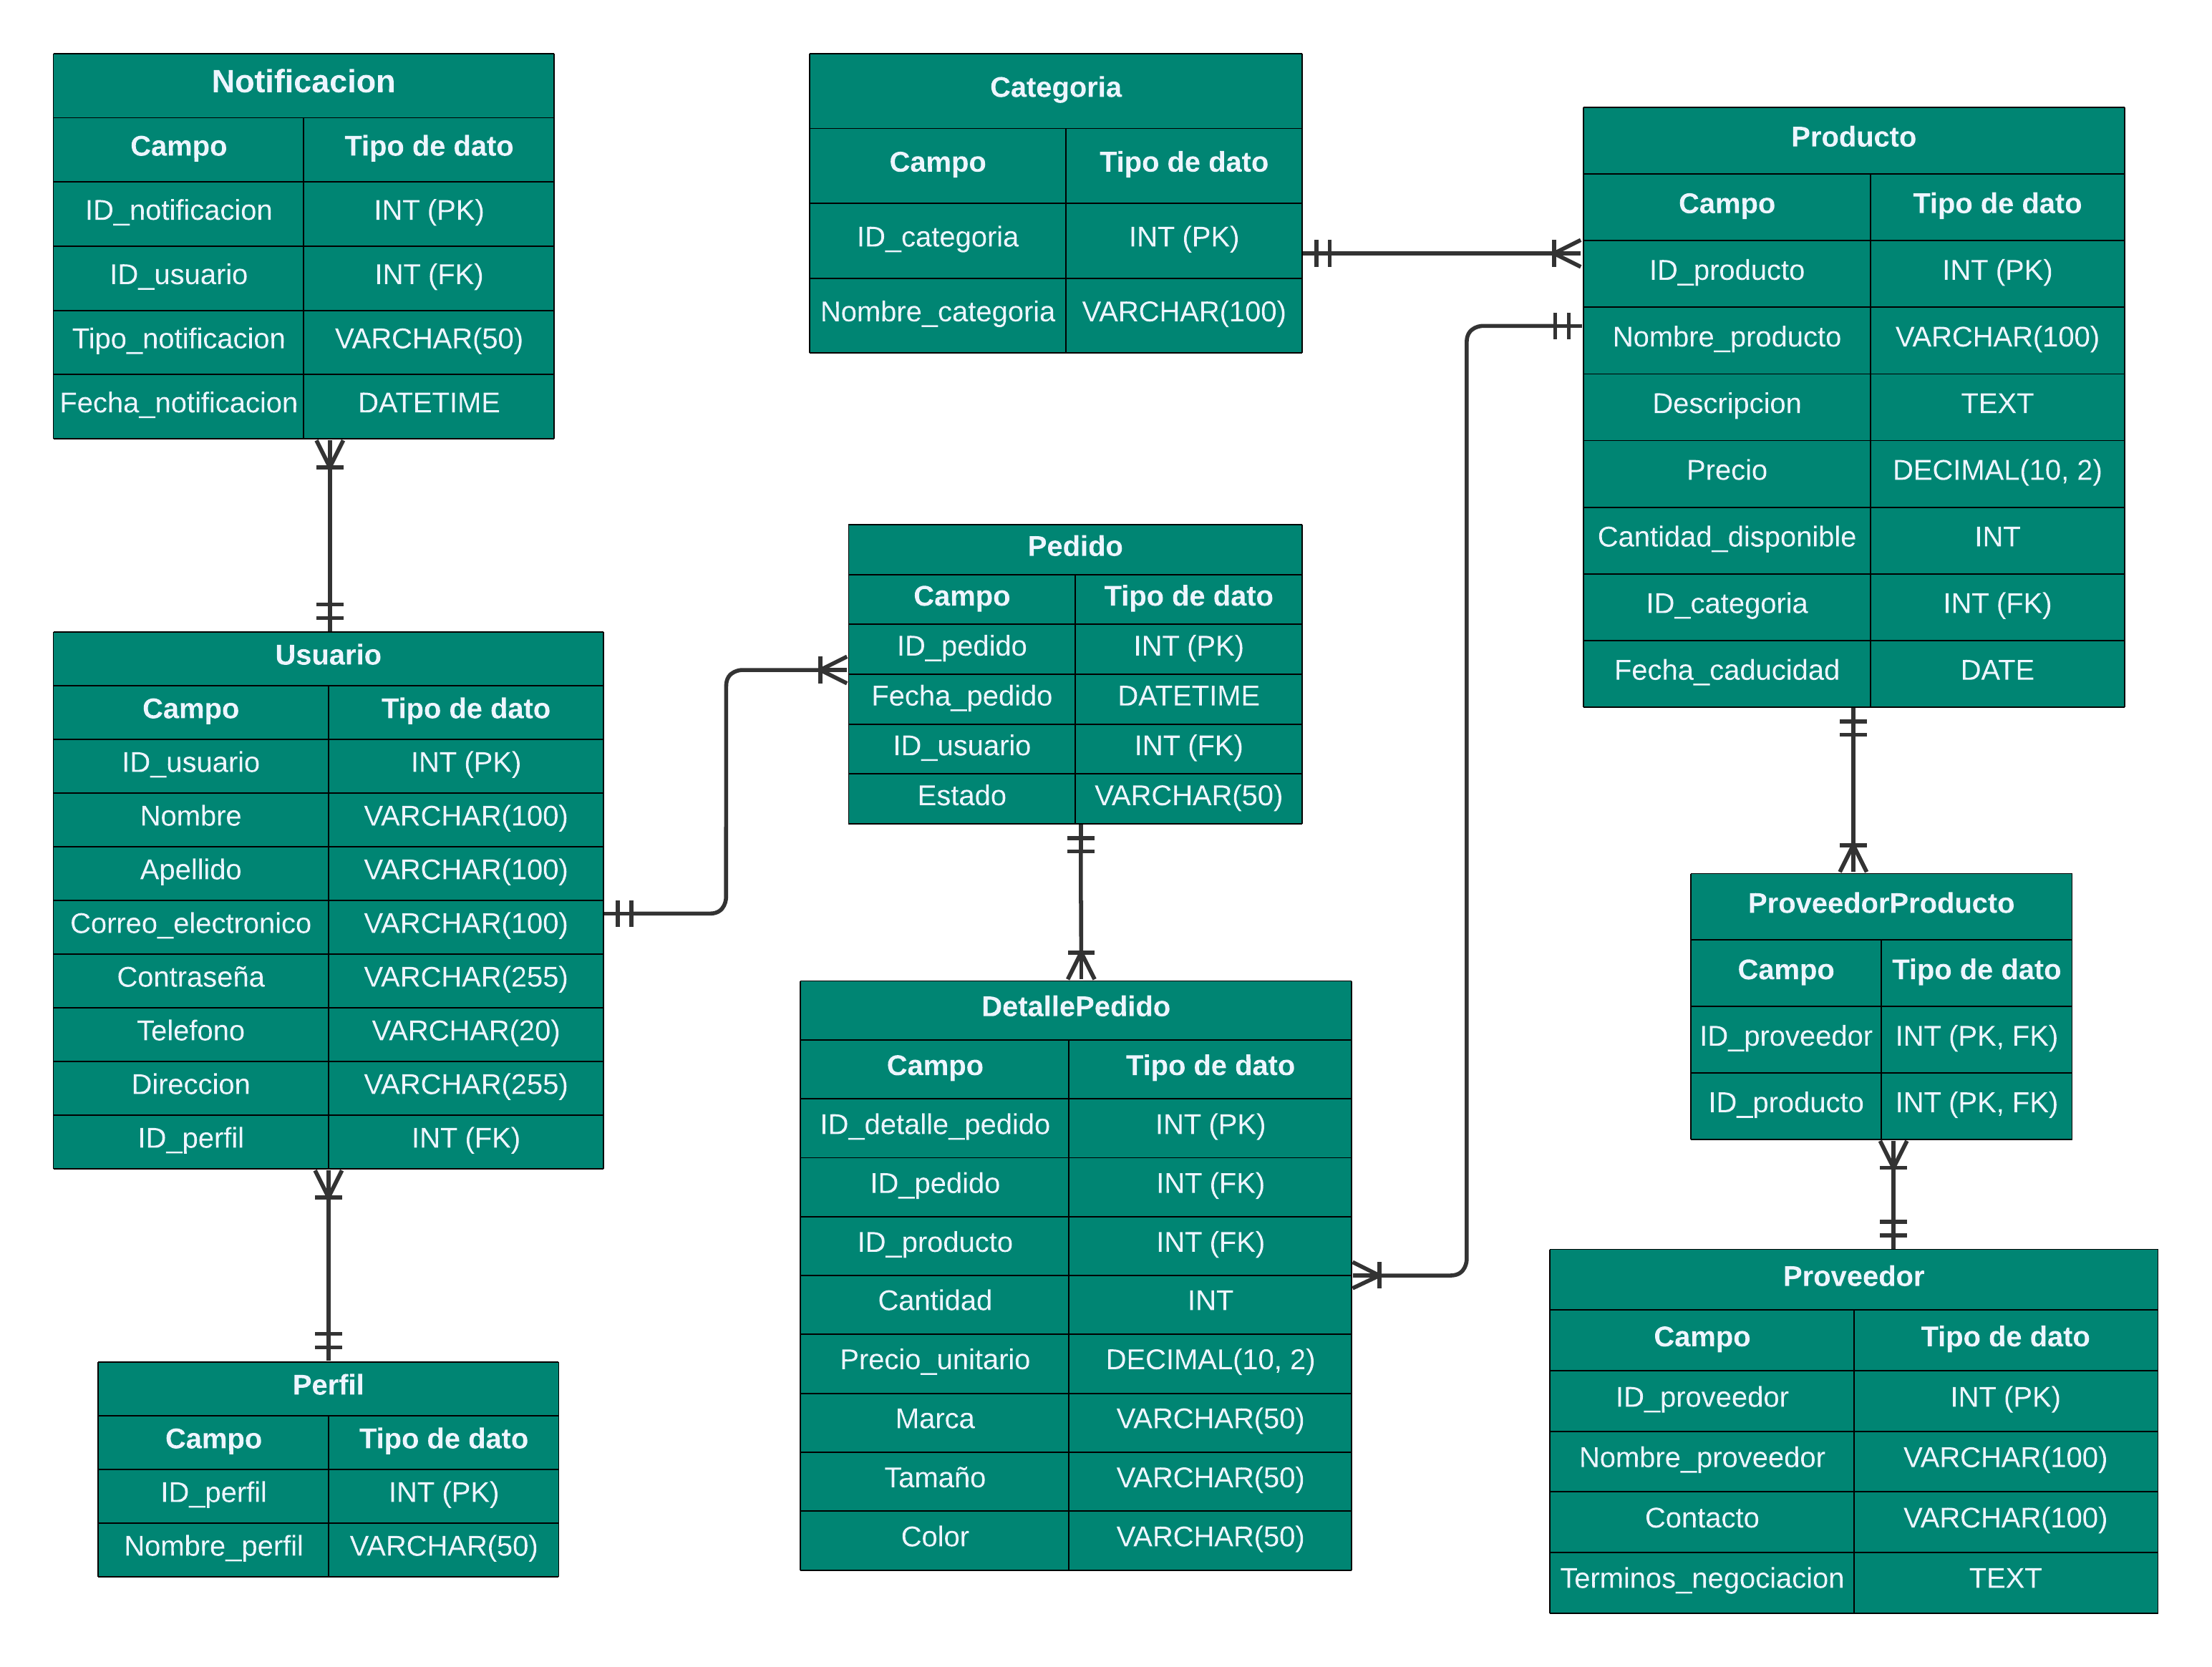 Notificacion
Campo Tipo de dato
ID_notificacion INT (PK)
ID_usuario INT (FK)
Tipo_notificacion VARCHAR(50)
Fecha_notificacion DATETIME
Categoria
Campo Tipo de dato
ID_categoria INT (PK)
Nombre_categoria VARCHAR(100)
Producto
Campo Tipo de dato
ID_producto INT (PK)
Nombre_producto VARCHAR(100)
Descripcion TEXT
Precio DECIMAL(10, 2)
Cantidad_disponible INT
ID_categoria INT (FK)
Fecha_caducidad DATE
Usuario
Campo Tipo de dato
ID_usuario INT (PK)
Nombre VARCHAR(100)
Apellido VARCHAR(100)
Correo_electronico VARCHAR(100)
Contraseña VARCHAR(255)
Telefono VARCHAR(20)
Direccion VARCHAR(255)
ID_perfil INT (FK)
Pedido
Campo Tipo de dato
ID_pedido INT (PK)
Fecha_pedido DATETIME
ID_usuario INT (FK)
Estado VARCHAR(50)
ProveedorProducto
Campo Tipo de dato
ID_proveedor INT (PK, FK)
ID_producto INT (PK, FK)
DetallePedido
Campo Tipo de dato
ID_detalle_pedido INT (PK)
ID_pedido INT (FK)
ID_producto INT (FK)
Cantidad INT
Precio_unitario DECIMAL(10, 2)
Marca VARCHAR(50)
Tamaño VARCHAR(50)
Color VARCHAR(50)
Perfil
Campo Tipo de dato
ID_perfil INT (PK)
Nombre_perfil VARCHAR(50)
Proveedor
Campo Tipo de dato
ID_proveedor INT (PK)
Nombre_proveedor VARCHAR(100)
Contacto VARCHAR(100)
Terminos_negociacion TEXT